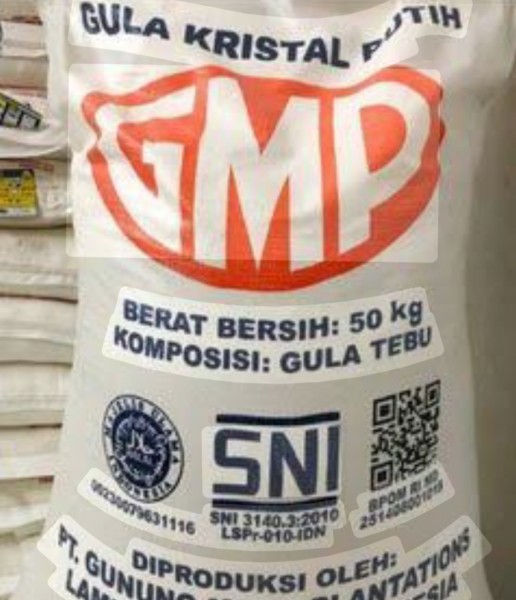 GULA KRISTAL PUTIH
GMP
BERAT BERSIH: 50 kg
KOMPOSISI: GULA TEBU
MAJELIS ULAMA
INDONESIA
00230079631116
SNI
SNI 3140.3:2010
LSPr-010-IDN
BPOM RI MD
DIPRODUKSI OLEH:
PT. GUNUNG PLANTATIONS